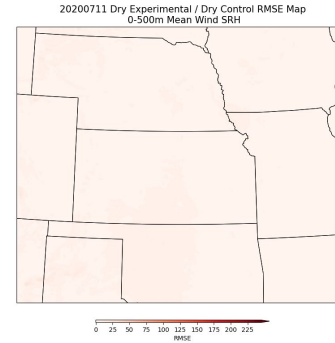 20200711 Dry Experimental / Dry Control RMSE Map
0-500m Mean Wind SRH
0 25 50 75 100 125 150 175 200 225
RMSE